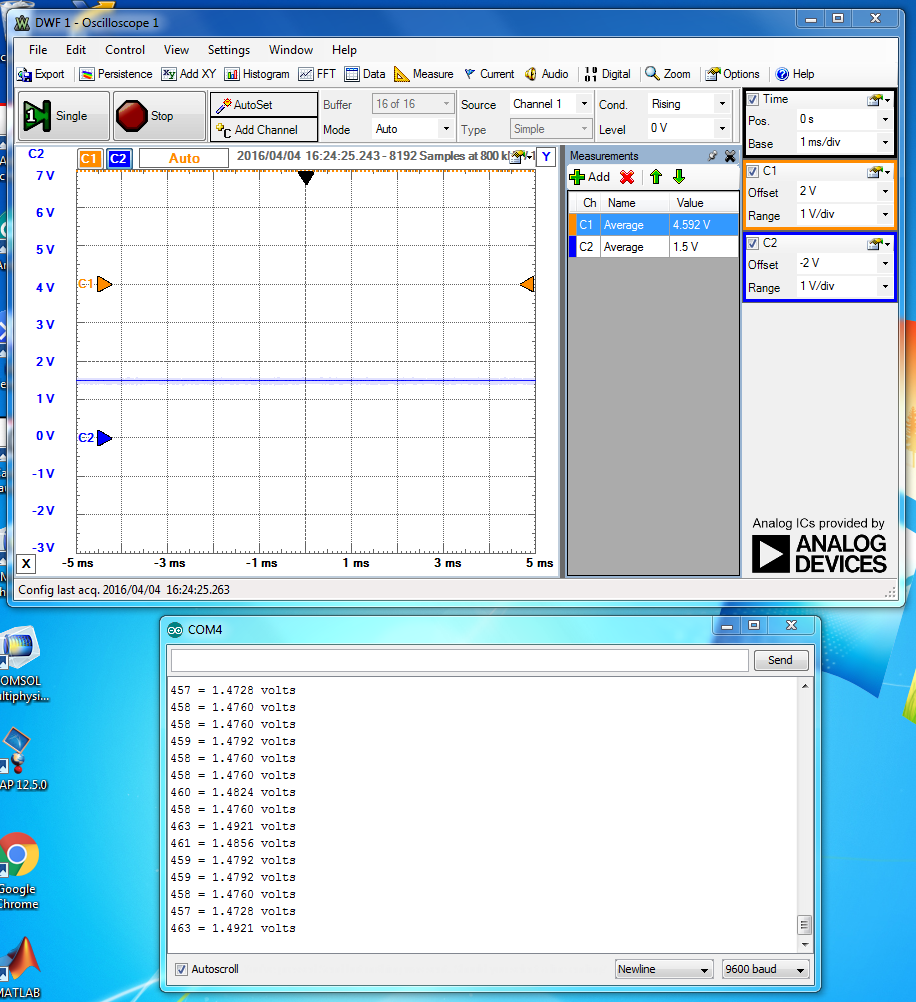 DWF 1 - Oscilloscope 1
File Edit Control View Settings Window Help
Export Persistence Add XY Histogram FFT Data Measure Current Audio Digital Zoom Options Help
Single Stop AutoSet Buffer 16 of 16 Source Channel 1 Cond. Rising
Add Channel Mode Auto Type Simple Level 0 V
Time
Pos. 0 s
Base 1 ms/div
C1
Offset 2 V
Range 1 V/div
C2
Offset -2 V
Range 1 V/div
C2 C1 C2 Auto 2016/04/04 16:24:25.243 - 8192 Samples at 800 Y
7 V
6 V
5 V
4 V
3 V
2 V
1 V
0 V
-1 V
-2 V
-3 V
C1
C2
X -5 ms -3 ms -1 ms 1 ms 3 ms 5 ms
Measurements
Add
Ch Name Value
C1 Average 4.592 V
C2 Average 1.5 V
Analog ICs provided by
ANALOG
DEVICES
Config last acq. 2016/04/04 16:24:25.263
COM4
Send
457 = 1.4728 volts
458 = 1.4760 volts
458 = 1.4760 volts
459 = 1.4792 volts
458 = 1.4760 volts
458 = 1.4760 volts
460 = 1.4824 volts
458 = 1.4760 volts
463 = 1.4921 volts
461 = 1.4856 volts
459 = 1.4792 volts
459 = 1.4792 volts
458 = 1.4760 volts
457 = 1.4728 volts
463 = 1.4921 volts
Autoscroll Newline 9600 baud
OMSOL
ultiphysi...
AP 12.5.0
Google
Chrome
MATLAB